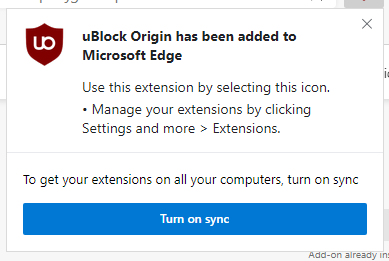 uBlock Origin has been added to
Microsoft Edge
Use this extension by selecting this icon.
• Manage your extensions by clicking
Settings and more > Extensions.
To get your extensions on all your computers, turn on sync
Turn on sync
Add-on already ins